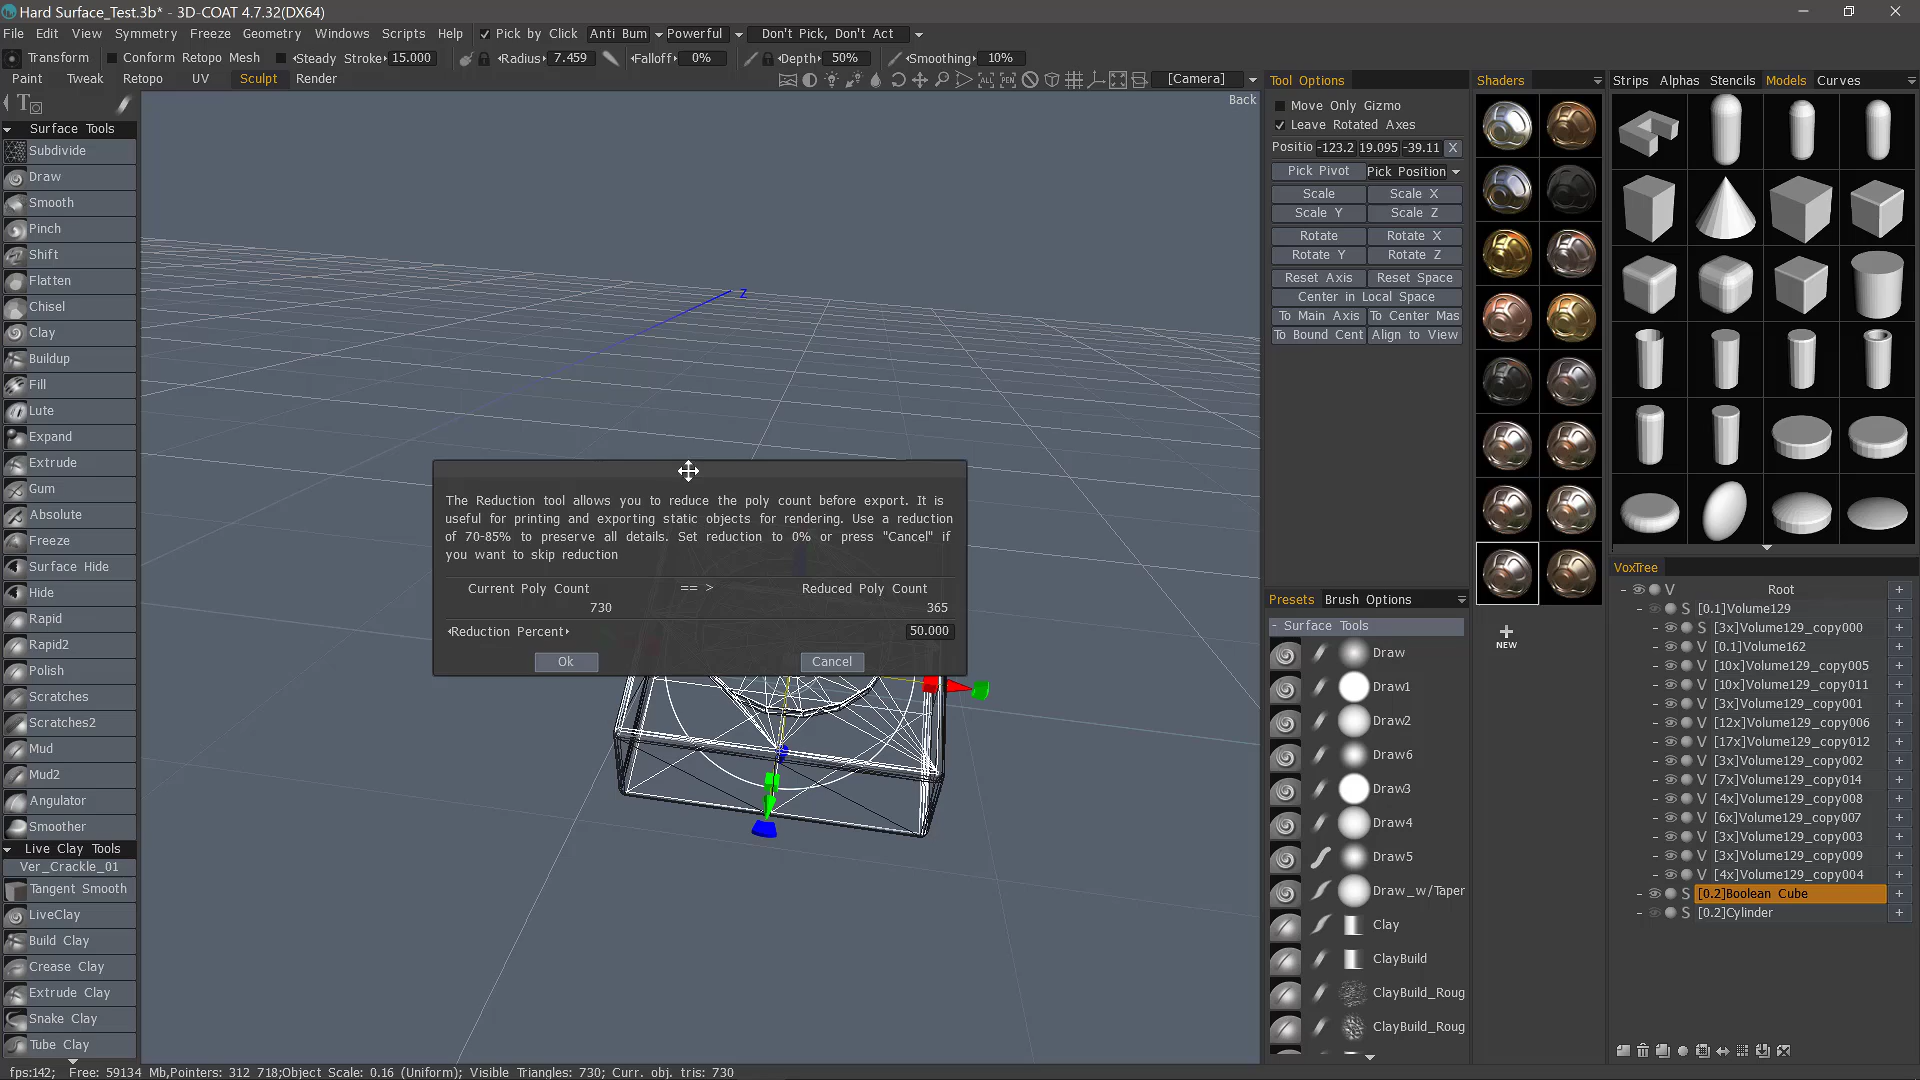 Hard Surface_Test.3b* - 3D-COAT 4.7.32(DX64)
File Edit View Symmetry Freeze Geometry Windows Scripts Help Pick by Click Anti Bum Powerful Don't Pick, Don't Act
Transform Conform Retopo Mesh Steady Stroke 15.000 Radius 7.459 Falloff 0% Depth 50% Smoothing 10%
Paint Tweak Retopo UV Sculpt Render [Camera]
Back
Surface Tools
Subdivide
Draw
Smooth
Pinch
Shift
Flatten
Chisel
Clay
Buildup
Fill
Lute
Expand
Extrude
Gum
Absolute
Freeze
Surface Hide
Hide
Rapid
Rapid2
Polish
Scratches
Scratches2
Mud
Mud2
Angulator
Smoother
Live Clay Tools
Ver_Crackle_01
Tangent Smooth
LiveClay
Build Clay
Crease Clay
Extrude Clay
Snake Clay
Tube Clay
Z
The Reduction tool allows you to reduce the poly count before export. It is
useful for printing and exporting static objects for rendering. Use a reduction
of 70-85% to preserve all details. Set reduction to 0% or press "Cancel" if
you want to skip reduction
Current Poly Count == > Reduced Poly Count
730 365
Reduction Percent 50.000
Ok Cancel
Tool Options
Move Only Gizmo
Leave Rotated Axes
Positio -123.2 19.095 -39.11 X
Pick Pivot Pick Position
Scale Scale X
Scale Y Scale Z
Rotate Rotate X
Rotate Y Rotate Z
Reset Axis Reset Space
Center in Local Space
To Main Axis To Center Mas
To Bound Cent Align to View
Presets Brush Options
- Surface Tools
Draw
Draw1
Draw2
Draw6
Draw3
Draw4
Draw5
Draw_w/Taper
Clay
ClayBuild
ClayBuild_Roug
ClayBuild_Roug
Shaders
NEW
Strips Alphas Stencils Models Curves
VoxTree
- V Root +
- S [0.1]Volume129 +
- S [3x]Volume129_copy000 +
- V [0.1]Volume162 +
- V [10x]Volume129_copy005 +
- V [10x]Volume129_copy011 +
- V [3x]Volume129_copy001 +
- V [12x]Volume129_copy006 +
- V [17x]Volume129_copy012 +
- V [3x]Volume129_copy002 +
- V [7x]Volume129_copy014 +
- V [4x]Volume129_copy008 +
- V [6x]Volume129_copy007 +
- V [3x]Volume129_copy003 +
- V [3x]Volume129_copy009 +
- V [4x]Volume129_copy004 +
- S [0.2]Boolean Cube +
- S [0.2]Cylinder +
fps:142; Free: 59134 Mb,Pointers: 312 718;Object Scale: 0.16 (Uniform); Visible Triangles: 730; Curr. obj. tris: 730